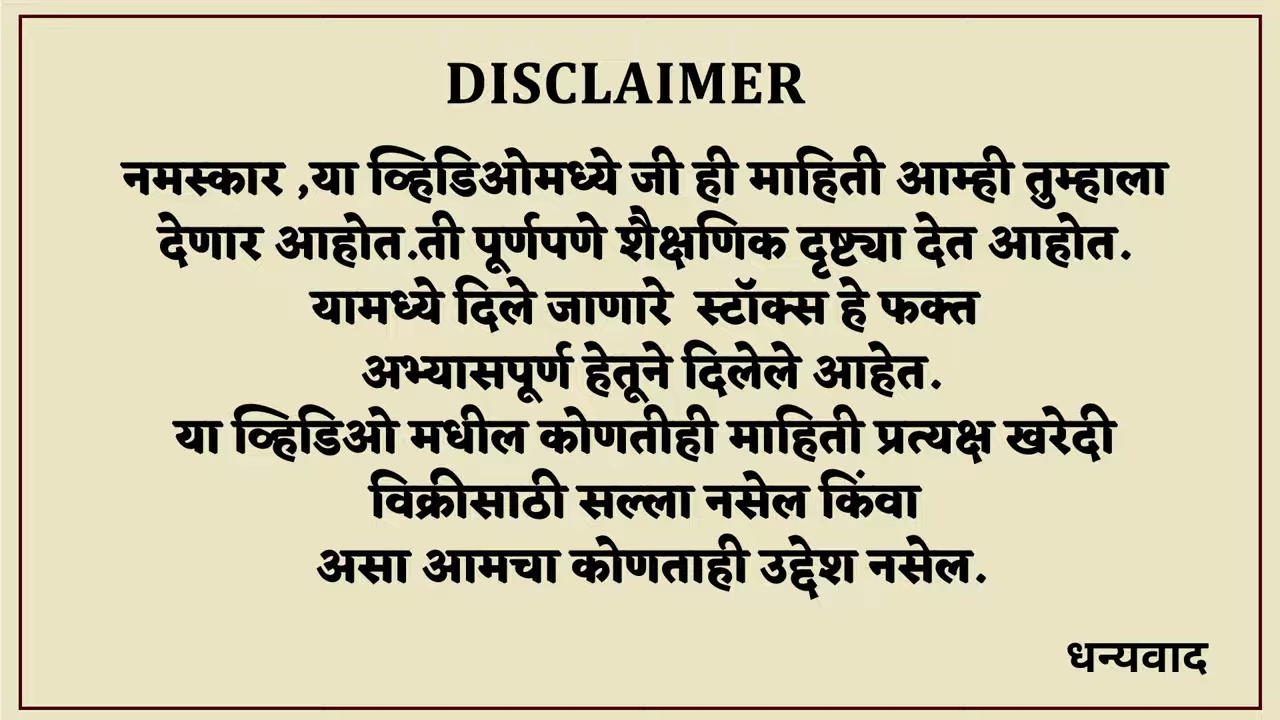 DISCLAIMER
नमस्कार ,या व्हिडिओमध्ये जी ही माहिती आम्ही तुम्हाला
देणार आहोत.ती पूर्णपणे शैक्षणिक दृष्ट्या देत आहोत.
यामध्ये दिले जाणारे स्टॉक्स हे फक्त
अभ्यासपूर्ण हेतूने दिलेले आहेत.
या व्हिडिओ मधील कोणतीही माहिती प्रत्यक्ष खरेदी
विक्रीसाठी सल्ला नसेल किंवा
असा आमचा कोणताही उद्देश नसेल.
धन्यवाद